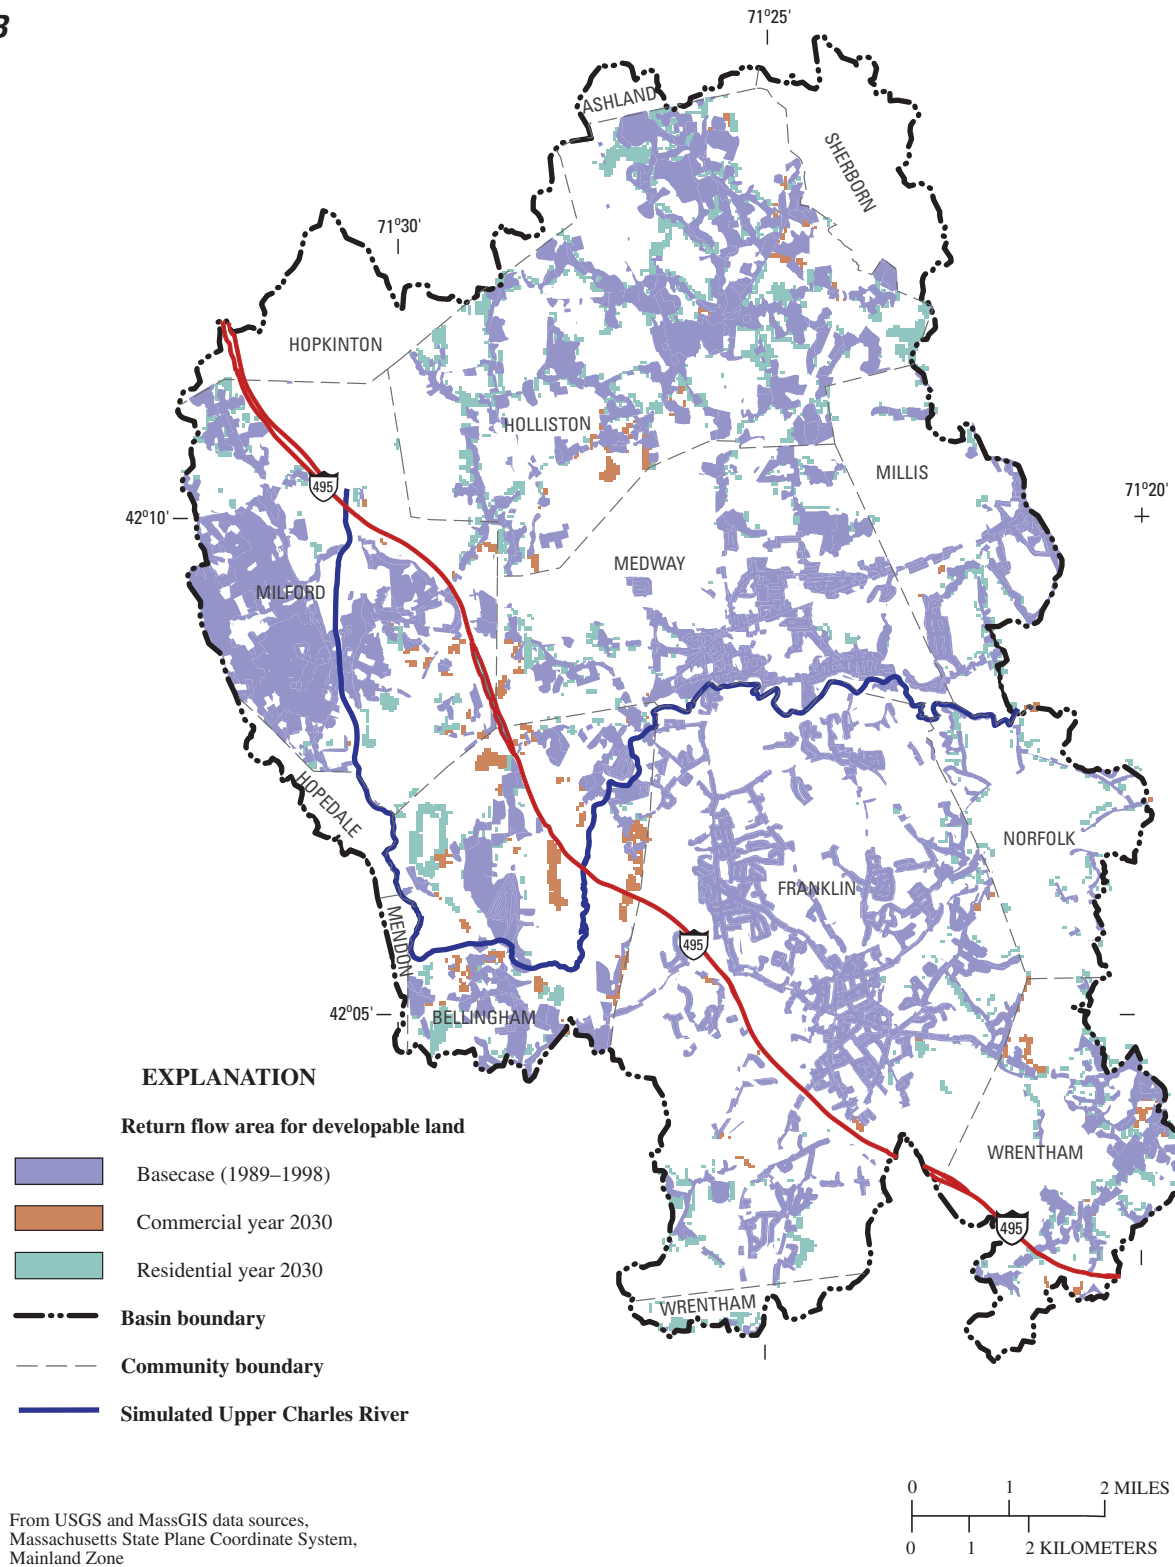 B
71°25'
ASHLAND
SHERBORN
71°30'
HOPKINTON
HOLLISTON
MILLIS
495
71°20'
42°10'
MEDWAY
MILFORD
HOPEDALE
NORFOLK
FRANKLIN
MENDON
495
42°05'
BELLINGHAM
EXPLANATION
Return flow area for developable land
WRENTHAM
Basecase (1989–1998)
Commercial year 2030
495
Residential year 2030
WRENTHAM
Basin boundary
Community boundary
Simulated Upper Charles River
0 1 2 MILES
0 1 2 KILOMETERS
From USGS and MassGIS data sources,
Massachusetts State Plane Coordinate System,
Mainland Zone